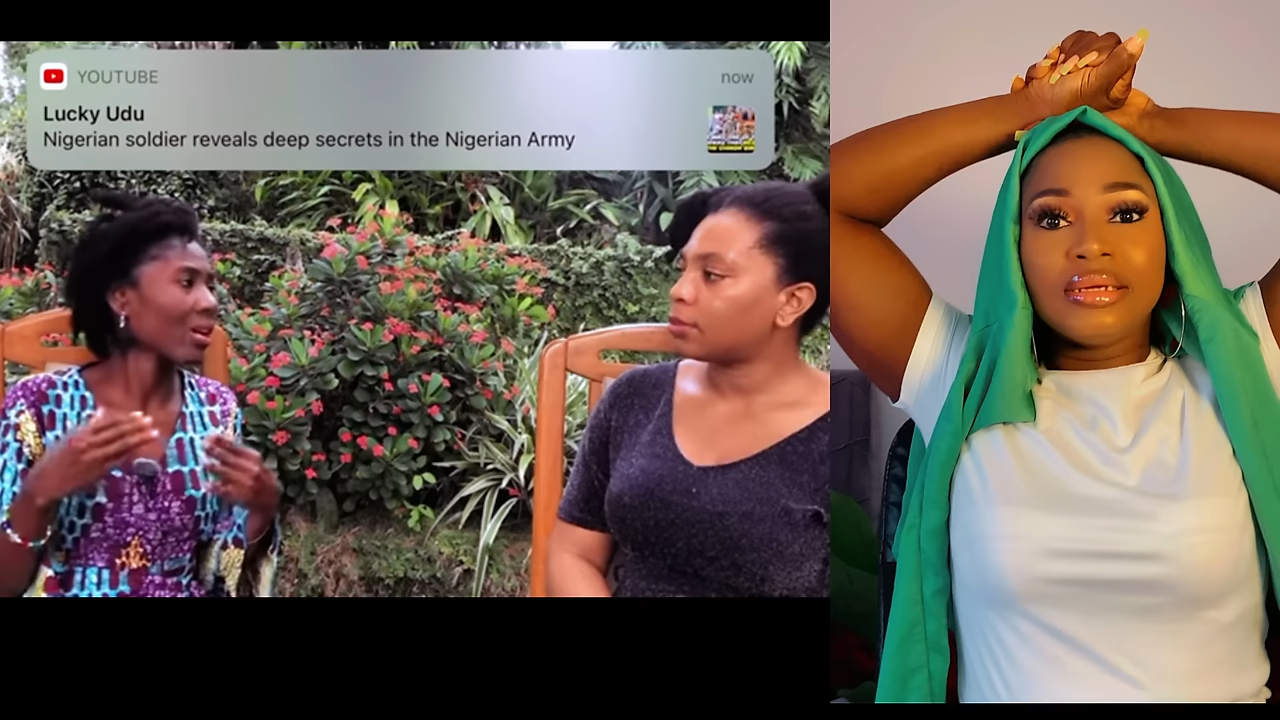 YOUTUBE
now
Lucky Udu
Nigerian soldier reveals deep secrets in the Nigerian Army